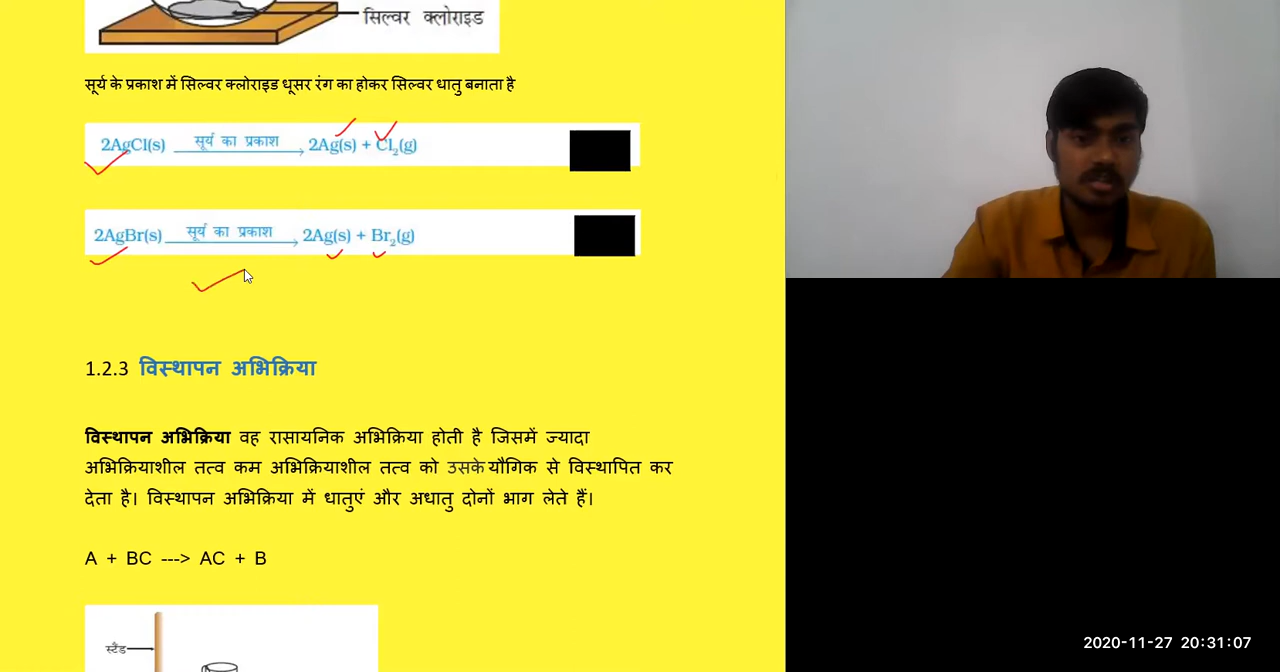 सिल्वर क्लोराइड
सूर्य के प्रकाश में सिल्वर क्लोराइड धूसर रंग का होकर सिल्वर धातु बनाता है
2AgCl(s) सूर्य का प्रकाश 2Ag(s) + Cl₂(g)
2AgBr(s) सूर्य का प्रकाश 2Ag(s) + Br₂(g)
1.2.3 विस्थापन अभिक्रिया
विस्थापन अभिक्रिया वह रासायनिक अभिक्रिया होती है जिसमें ज्यादा
अभिक्रियाशील तत्व कम अभिक्रियाशील तत्व को उसके यौगिक से विस्थापित कर
देता है। विस्थापन अभिक्रिया में धातुएं और अधातु दोनों भाग लेते हैं।
A + BC ---> AC + B
स्टैंड
2020-11-27 20:31:07